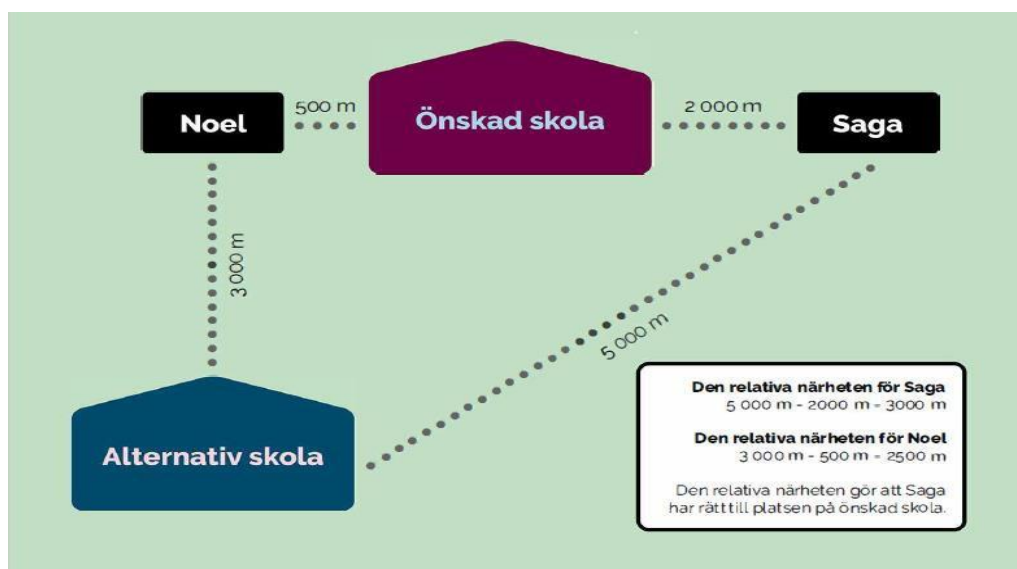 Noel
500 m
Önskad skola
2 000 m
Saga
3 000 m
5 000 m
Alternativ skola
Den relativa närheten för Saga
5 000 m - 2000 m - 3000 m
Den relativa närheten för Noel
3 000 m - 500 m - 2500 m
Den relativa närheten gör att Saga
har rätt till platsen på önskad skola.